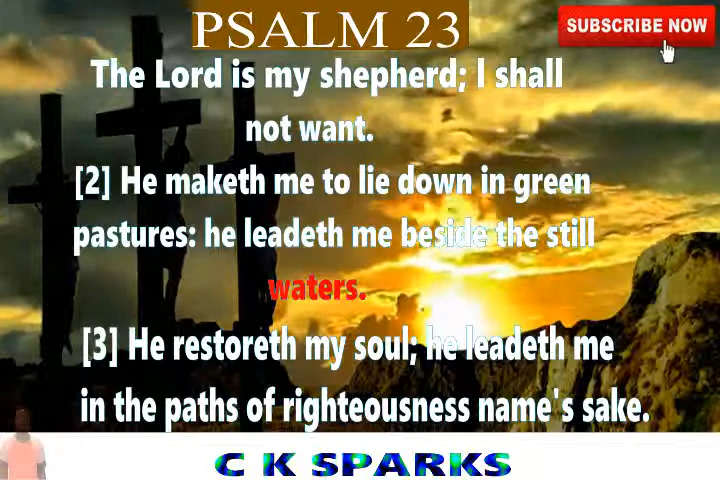 PSALM 23
SUBSCRIBE NOW
The Lord is my shepherd; I shall
not want.
[2] He maketh me to lie down in green
pastures: he leadeth me beside the still
waters.
[3] He restoreth my soul; he leadeth me
in the paths of righteousness name's sake.
C K SPARKS